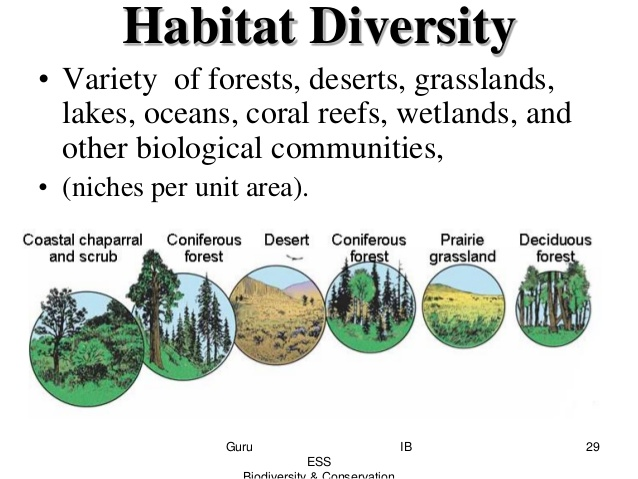 Habitat Diversity
• Variety of forests, deserts, grasslands,
lakes, oceans, coral reefs, wetlands, and
other biological communities,
• (niches per unit area).
Coastal chaparral
and scrub
Coniferous
forest
Desert
Coniferous
forest
Prairie
grassland
Deciduous
forest
Guru IB
ESS
Biodiversity & Conservation
29